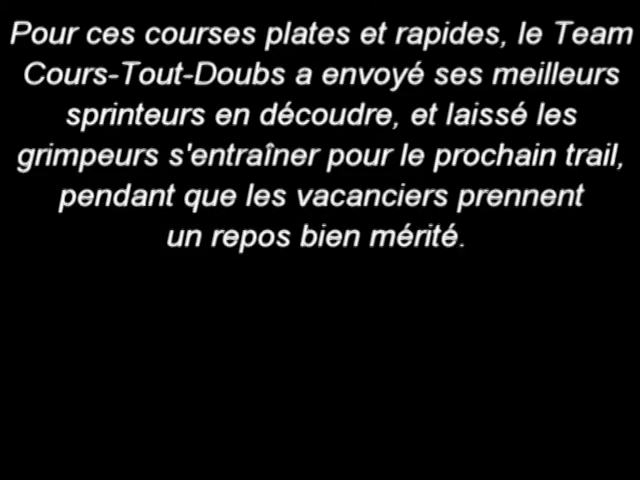 Pour ces courses plates et rapides, le Team
Cours-Tout-Doubs a envoyé ses meilleurs
sprinteurs en découdre, et laissé les
grimpeurs s'entraîner pour le prochain trail,
pendant que les vacanciers prennent
un repos bien mérité.